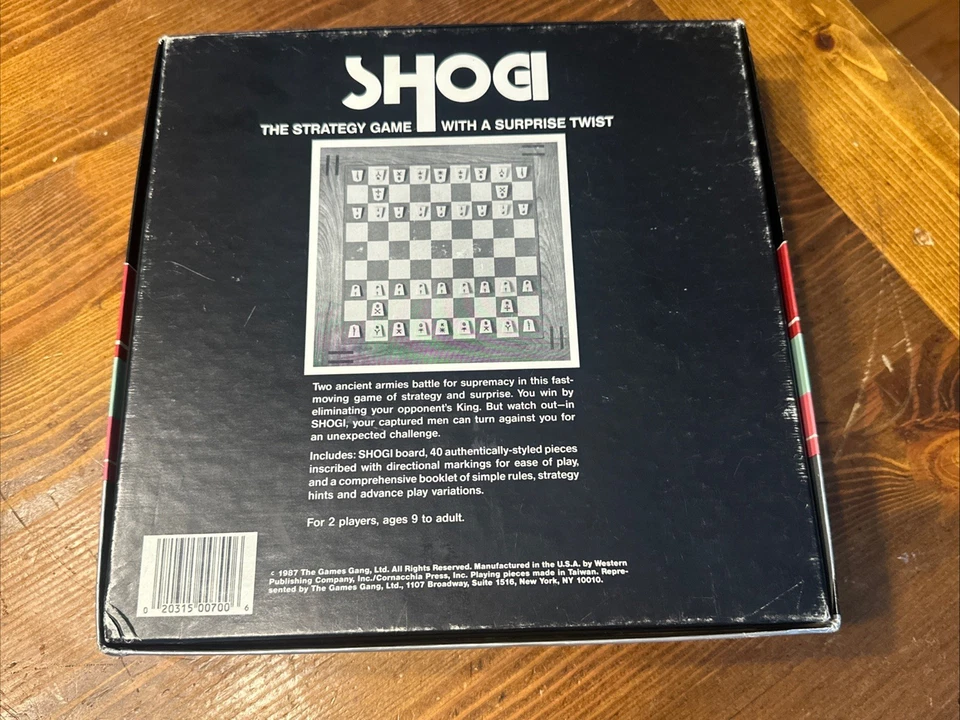 SHOGI
THE STRATEGY GAME WITH A SURPRISE TWIST
Two ancient armies battle for supremacy in this fast-
moving game of strategy and surprise. You win by
eliminating your opponent's King. But watch out—in
SHOGI, your captured men can turn against you for
an unexpected challenge.
Includes: SHOGI board, 40 authentically-styled pieces
inscribed with directional markings for ease of play,
and a comprehensive booklet of simple rules, strategy
hints and advance play variations.
For 2 players, ages 9 to adult.
© 1987 The Games Gang, Ltd. All Rights Reserved. Manufactured in the U.S.A. by Western
Publishing Company, Inc./Cornacchia Press, Inc. Playing pieces made in Taiwan. Repre-
sented by The Games Gang, Ltd., 1107 Broadway, Suite 1516, New York, NY 10010.
0 20315 00700 6